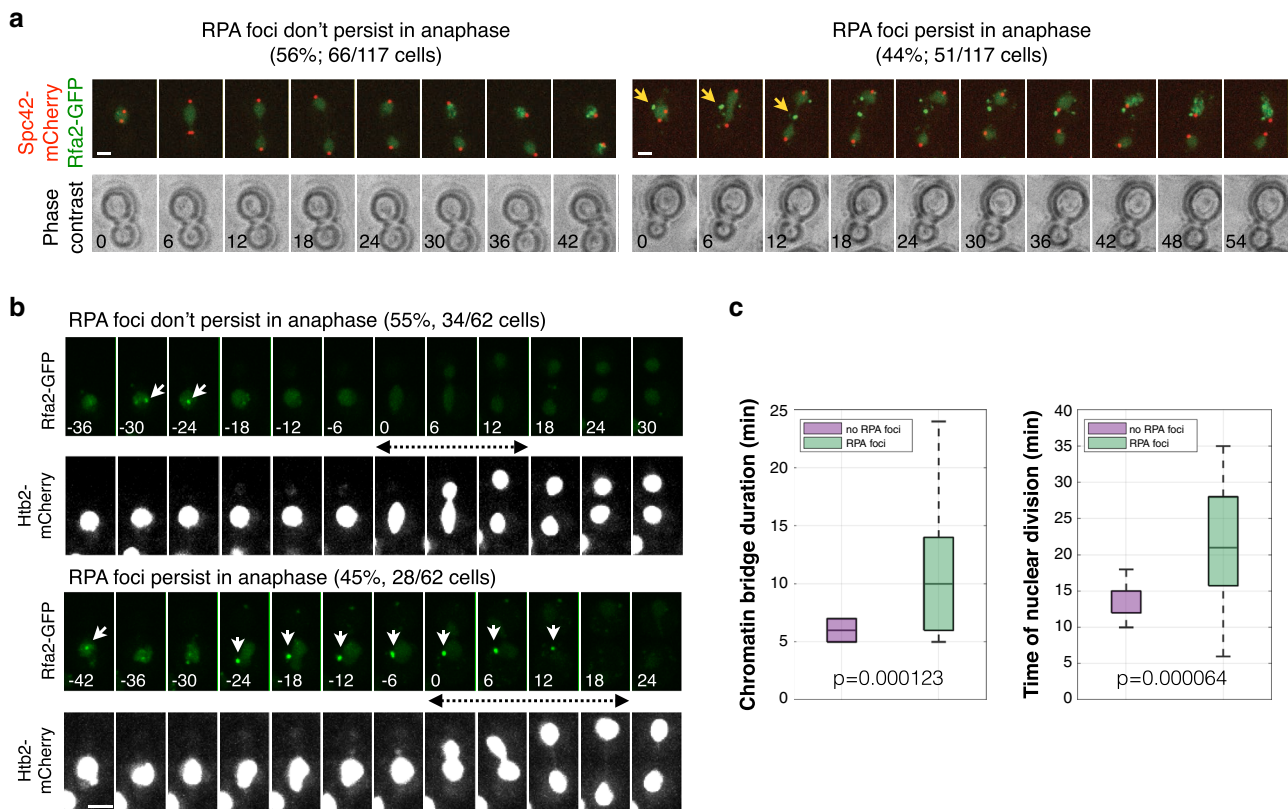 a
RPA foci don't persist in anaphase
(56%; 66/117 cells)
RPA foci persist in anaphase
(44%; 51/117 cells)
Spc42-
mCherry
Rfa2-GFP
Phase
contrast
0 6 12 18 24 30 36 42
0 6 12 18 24 30 36 42 48 54
b
RPA foci don't persist in anaphase (55%, 34/62 cells)
Rfa2-GFP
-36 -30 -24 -18 -12 -6 0 6 12 18 24 30
Htb2-
mCherry
RPA foci persist in anaphase (45%, 28/62 cells)
Rfa2-GFP
-42 -36 -30 -24 -18 -12 -6 0 6 12 18 24
Htb2-
mCherry
c
Chromatin bridge duration (min)
25
20
15
10
5
0
no RPA foci
RPA foci
p=0.000123
Time of nuclear division (min)
40
35
30
25
20
15
10
5
0
no RPA foci
RPA foci
p=0.000064